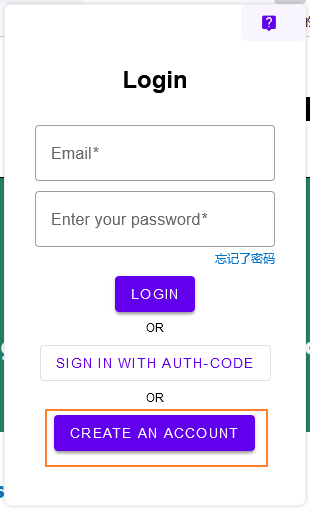 Login
Email*
Enter your password*
忘记了密码
LOGIN
OR
SIGN IN WITH AUTH-CODE
OR
CREATE AN ACCOUNT